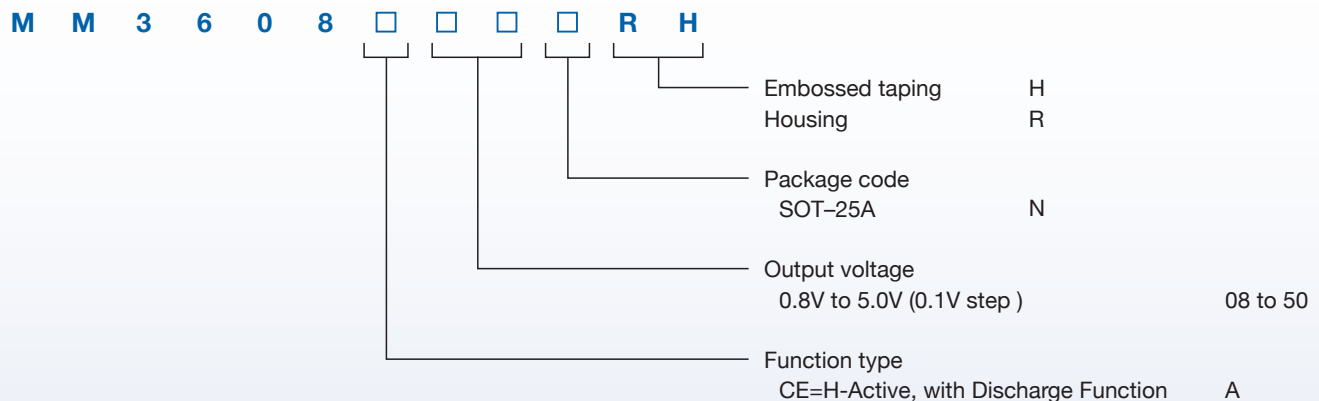 M M 3 6 0 8 □ □ □ □ R H
Embossed taping H
Housing R
Package code
SOT–25A N
Output voltage
0.8V to 5.0V (0.1V step ) 08 to 50
Function type
CE=H-Active, with Discharge Function A